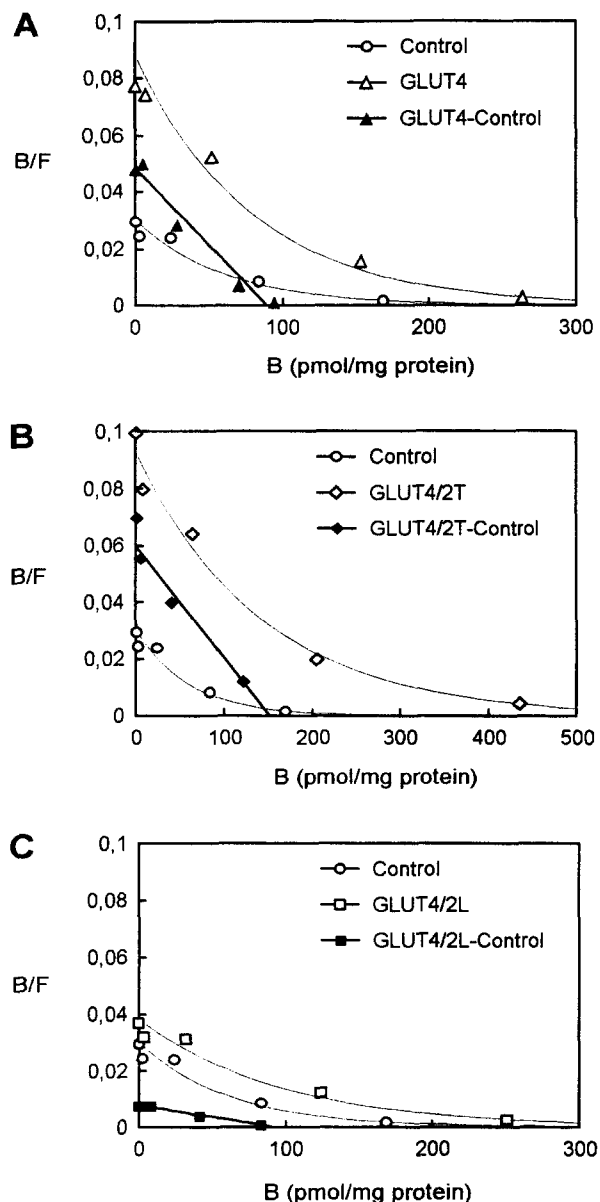 A
0,1
0,08
0,06
0,04
0,02
0
B/F
Control
GLUT4
GLUT4-Control
0
100
200
300
B (pmol/mg protein)
B
0,1
0,08
0,06
0,04
0,02
0
B/F
Control
GLUT4/2T
GLUT4/2T-Control
0
100
200
300
400
500
B (pmol/mg protein)
C
0,1
0,08
0,06
0,04
0,02
0
B/F
Control
GLUT4/2L
GLUT4/2L-Control
0
100
200
300
B (pmol/mg protein)